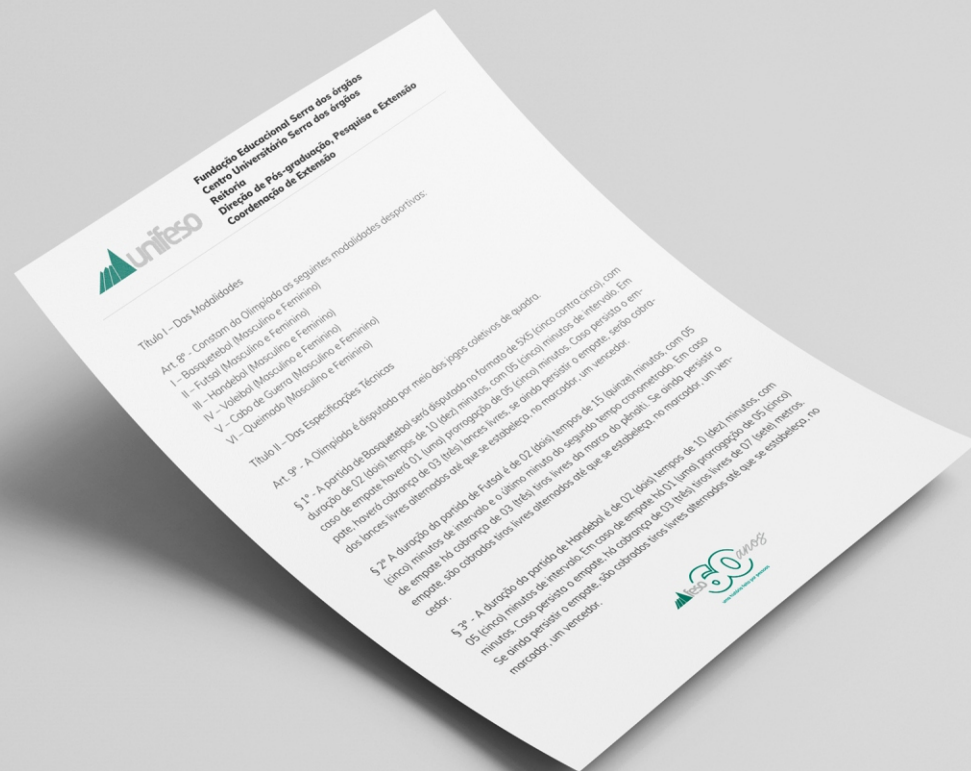 Fundação Educacional Serra dos órgãos
Centro Universitário Serra dos órgãos
Reitoria
Direção de Pós-graduação, Pesquisa e Extensão
Coordenação de Extensão
unifeso
Título I – Das Modalidades
Art. 8º - Constam da Olimpíada as seguintes modalidades desportivas:
I – Basquetebol (Masculino e Feminino)
II – Futsal (Masculino e Feminino)
III – Handebol (Masculino e Feminino)
IV – Voleibol (Masculino e Feminino)
V – Cabo de Guerra (Masculino e Feminino)
VI – Queimado (Masculino e Feminino)
Título II – Das Especificações Técnicas
Art. 9º - A Olimpíada é disputada por meio dos jogos coletivos de quadra.
§ 1º - A partida de Basquetebol será disputada no formato de 5X5 (cinco contra cinco), com
duração de 02 (dois) tempos de 10 (dez) minutos, com 05 (cinco) minutos de intervalo. Em
caso de empate haverá 01 (uma) prorrogação de 05 (cinco) minutos. Caso persista o em-
pate, haverá cobrança de 03 (três) lances livres, se ainda persistir o empate, serão cobra-
dos lances livres alternados até que se estabeleça, no marcador, um vencedor.
§ 2º A duração da partida de Futsal é de 02 (dois) tempos de 15 (quinze) minutos, com 05
(cinco) minutos de intervalo e o último minuto do segundo tempo cronometrado. Em caso
de empate há cobrança de 03 (três) tiros livres da marca do pênalti. Se ainda persistir o
empate, são cobrados tiros livres alternados até que se estabeleça, no marcador, um ven-
cedor.
§ 3º - A duração da partida de Handebol é de 02 (dois) tempos de 10 (dez) minutos, com
05 (cinco) minutos de intervalo. Em caso de empate há 01 (uma) prorrogação de 05 (cinco)
minutos. Caso persista o empate, há cobrança de 03 (três) tiros livres de 07 (sete) metros.
Se ainda persistir o empate, são cobrados tiros livres alternados até que se estabeleça, no
marcador, um vencedor.
feso 60 anos
uma história feita por pessoas